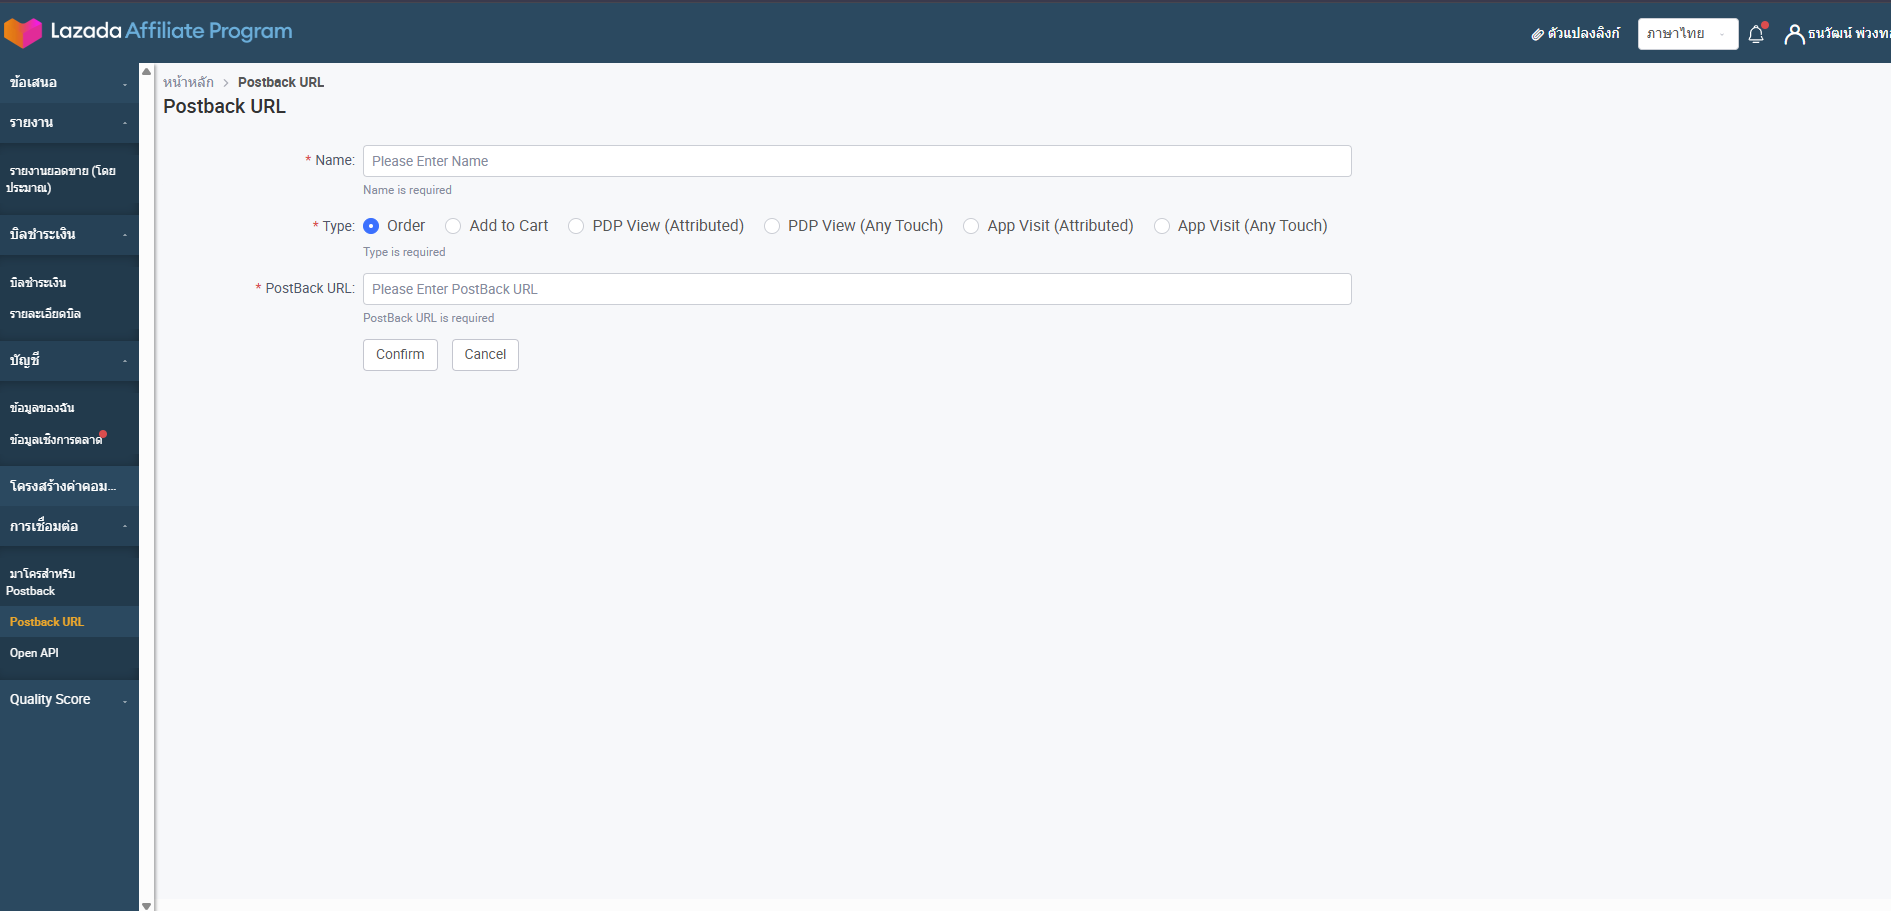 Lazada Affiliate Program
ตัวแปลงลิงก์
ภาษาไทย
ธนวัฒน์ พ่วงทอ
ข้อเสนอ
รายงาน
รายงานยอดขาย (โดย
ประมาณ)
บิลชำระเงิน
บิลชำระเงิน
รายละเอียดบิล
บัญชี
ข้อมูลของฉัน
ข้อมูลเชิงการตลาด
โครงสร้างค่าคอม...
การเชื่อมต่อ
มาโครสำหรับ
Postback
Postback URL
Open API
Quality Score
หน้าหลัก > Postback URL
Postback URL
* Name: Please Enter Name
Name is required
* Type: Order Add to Cart PDP View (Attributed) PDP View (Any Touch) App Visit (Attributed) App Visit (Any Touch)
Type is required
* PostBack URL: Please Enter PostBack URL
PostBack URL is required
Confirm Cancel